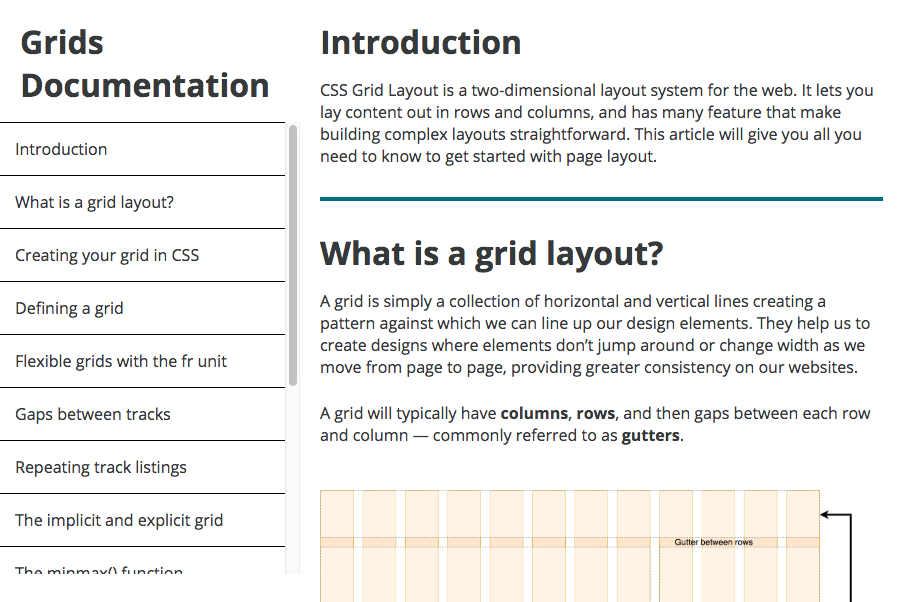 Grids
Documentation
Introduction
What is a grid layout?
Creating your grid in CSS
Defining a grid
Flexible grids with the fr unit
Gaps between tracks
Repeating track listings
The implicit and explicit grid
The minmax() function
Introduction
CSS Grid Layout is a two-dimensional layout system for the web. It lets you
lay content out in rows and columns, and has many feature that make
building complex layouts straightforward. This article will give you all you
need to know to get started with page layout.
What is a grid layout?
A grid is simply a collection of horizontal and vertical lines creating a
pattern against which we can line up our design elements. They help us to
create designs where elements don’t jump around or change width as we
move from page to page, providing greater consistency on our websites.
A grid will typically have columns, rows, and then gaps between each row
and column — commonly referred to as gutters.
Gutter between rows